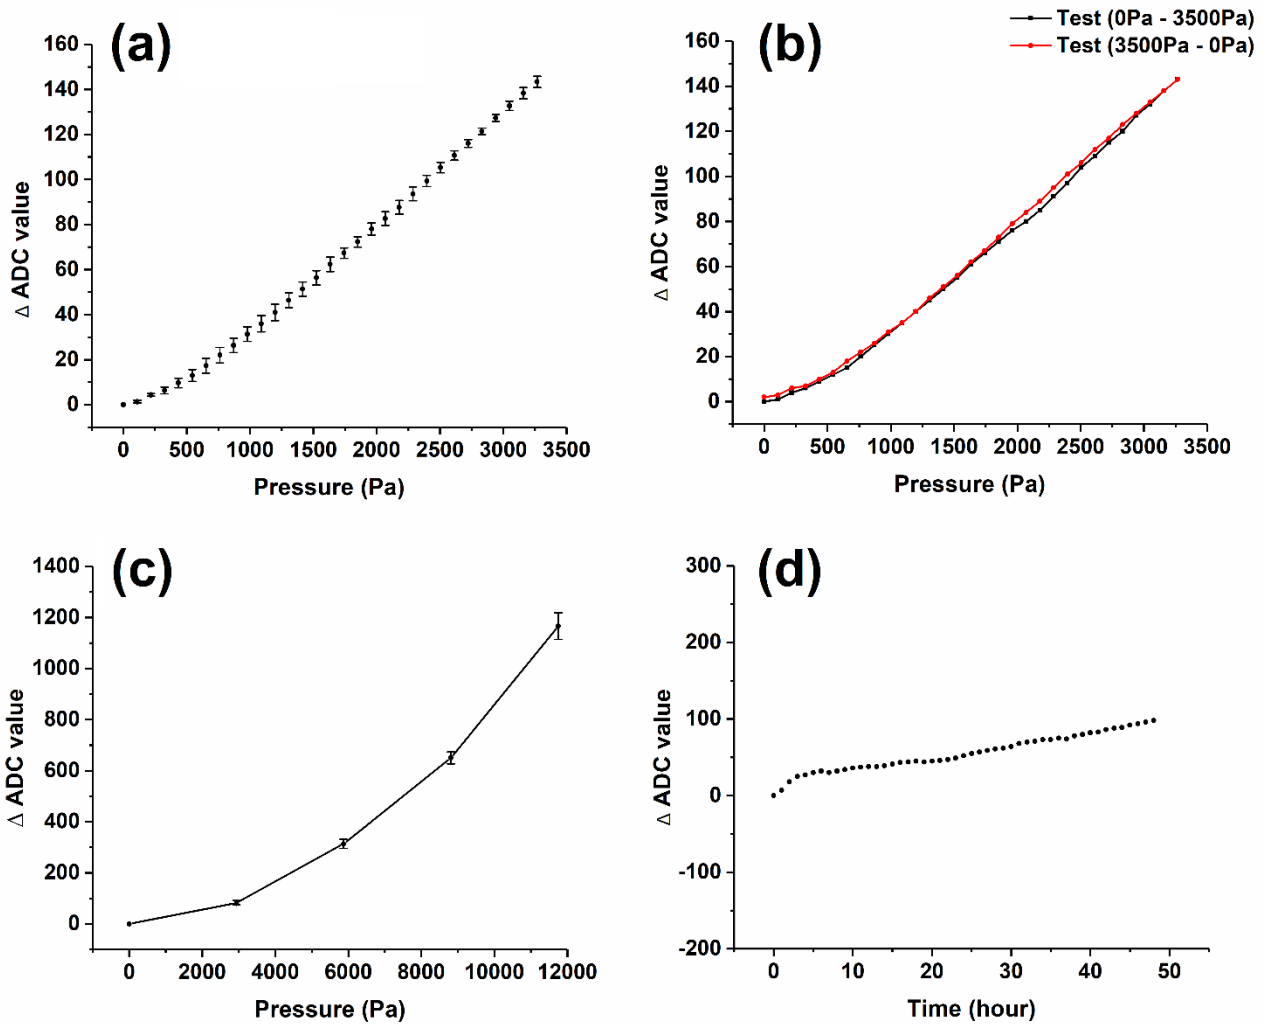 (a)
160
140
120
100
80
60
40
20
0
Δ ADC value
0 500 1000 1500 2000 2500 3000 3500
Pressure (Pa)
(b)
Test (0Pa - 3500Pa)
Test (3500Pa - 0Pa)
160
140
120
100
80
60
40
20
0
Δ ADC value
0 500 1000 1500 2000 2500 3000 3500
Pressure (Pa)
(c)
1400
1200
1000
800
600
400
200
0
Δ ADC value
0 2000 4000 6000 8000 10000 12000
Pressure (Pa)
(d)
300
200
100
0
-100
-200
Δ ADC value
0 10 20 30 40 50
Time (hour)